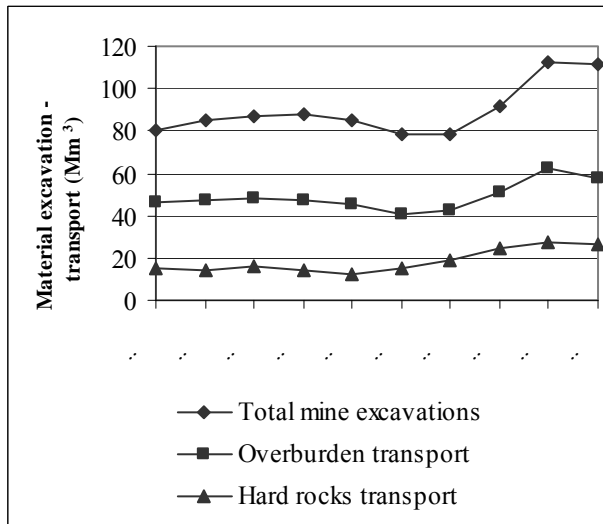 Material excavation -
transport (Mm³)
120
100
80
60
40
20
0
Total mine excavations
Overburden transport
Hard rocks transport